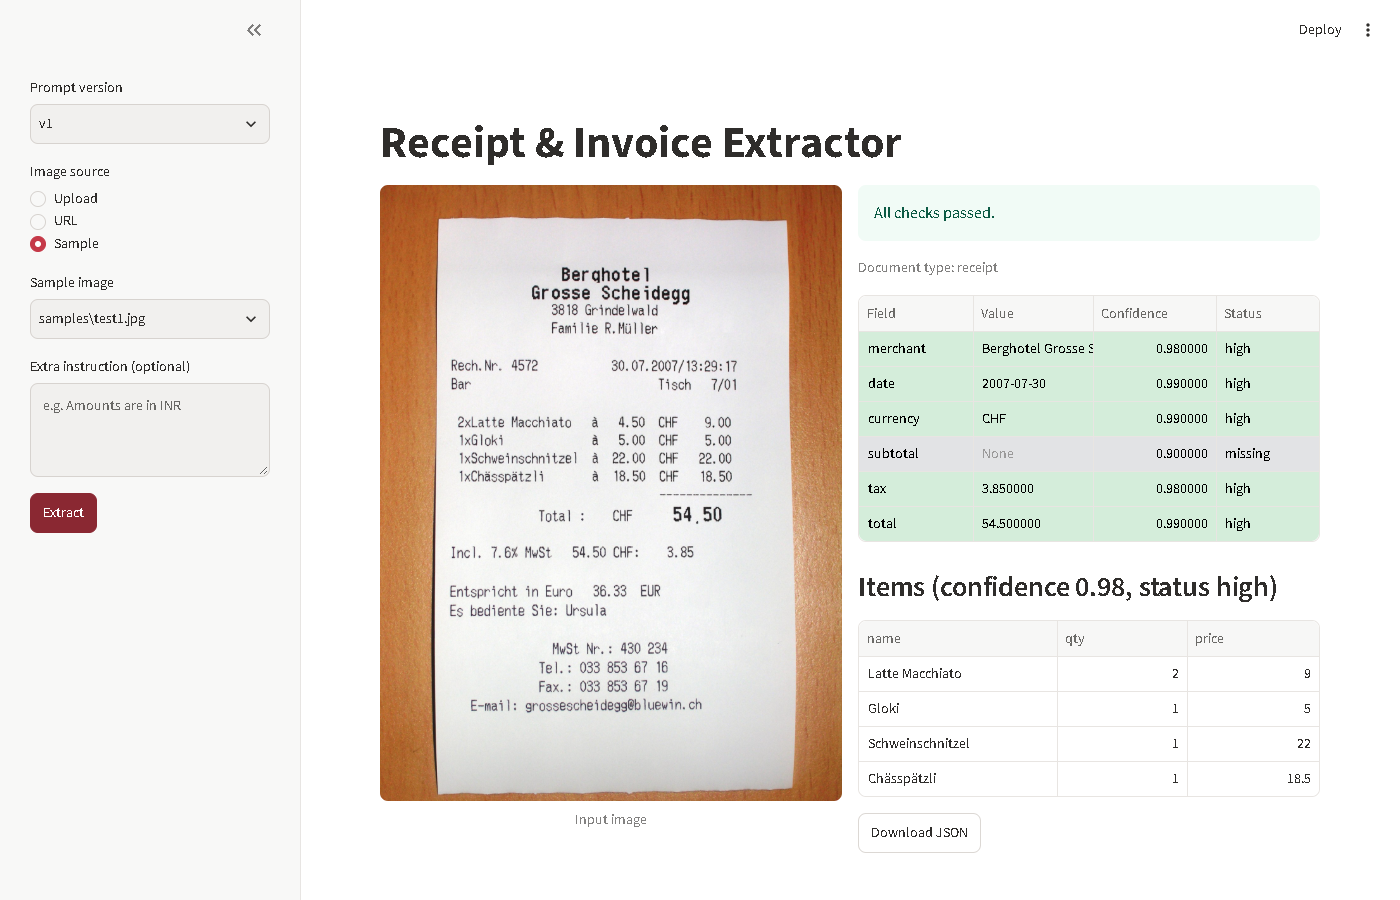 Deploy
Prompt version
v1
Image source
Upload
URL
Sample
Sample image
samples\test1.jpg
Extra instruction (optional)
e.g. Amounts are in INR
Extract
Receipt & Invoice Extractor
Berghotel
Grosse Scheidegg
3818 Grindelwald
Familie R.Müller
Rech.Nr. 4572 30.07.2007/13:29:17
Bar Tisch 7/01
2xLatte Macchiato à 4.50 CHF 9.00
1xGloki à 5.00 CHF 5.00
1xSchweinschnitzel à 22.00 CHF 22.00
1xChässpätzli à 18.50 CHF 18.50
--------------
Total : CHF 54.50
Incl. 7.6% MwSt 54.50 CHF: 3.85
Entspricht in Euro 36.33 EUR
Es bediente Sie: Ursula
MwSt Nr.: 430 234
Tel.: 033 853 67 16
Fax.: 033 853 67 19
E-mail: grossescheidegg@bluewin.ch
Input image
All checks passed.
Document type: receipt
Field Value Confidence Status
merchant Berghotel Grosse S 0.980000 high
date 2007-07-30 0.990000 high
currency CHF 0.990000 high
subtotal None 0.900000 missing
tax 3.850000 0.980000 high
total 54.500000 0.990000 high
Items (confidence 0.98, status high)
name qty price
Latte Macchiato 2 9
Gloki 1 5
Schweinschnitzel 1 22
Chässpätzli 1 18.5
Download JSON